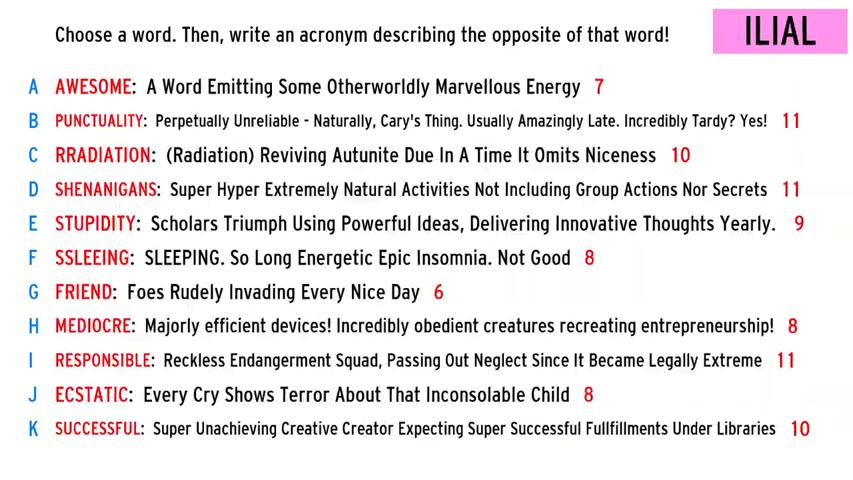 Choose a word. Then, write an acronym describing the opposite of that word!
ILIAL
A AWESOME: A Word Emitting Some Otherworldly Marvellous Energy 7
B PUNCTUALITY: Perpetually Unreliable - Naturally, Cary's Thing. Usually Amazingly Late. Incredibly Tardy? Yes! 11
C RRADIATION: (Radiation) Reviving Autunite Due In A Time It Omits Niceness 10
D SHENANIGANS: Super Hyper Extremely Natural Activities Not Including Group Actions Nor Secrets 11
E STUPIDITY: Scholars Triumph Using Powerful Ideas, Delivering Innovative Thoughts Yearly. 9
F SSLEEING: SLEEPING. So Long Energetic Epic Insomnia. Not Good 8
G FRIEND: Foes Rudely Invading Every Nice Day 6
H MEDIOCRE: Majorly efficient devices! Incredibly obedient creatures recreating entrepreneurship! 8
I RESPONSIBLE: Reckless Endangerment Squad, Passing Out Neglect Since It Became Legally Extreme 11
J ECSTATIC: Every Cry Shows Terror About That Inconsolable Child 8
K SUCCESSFUL: Super Unachieving Creative Creator Expecting Super Successful Fullfillments Under Libraries 10